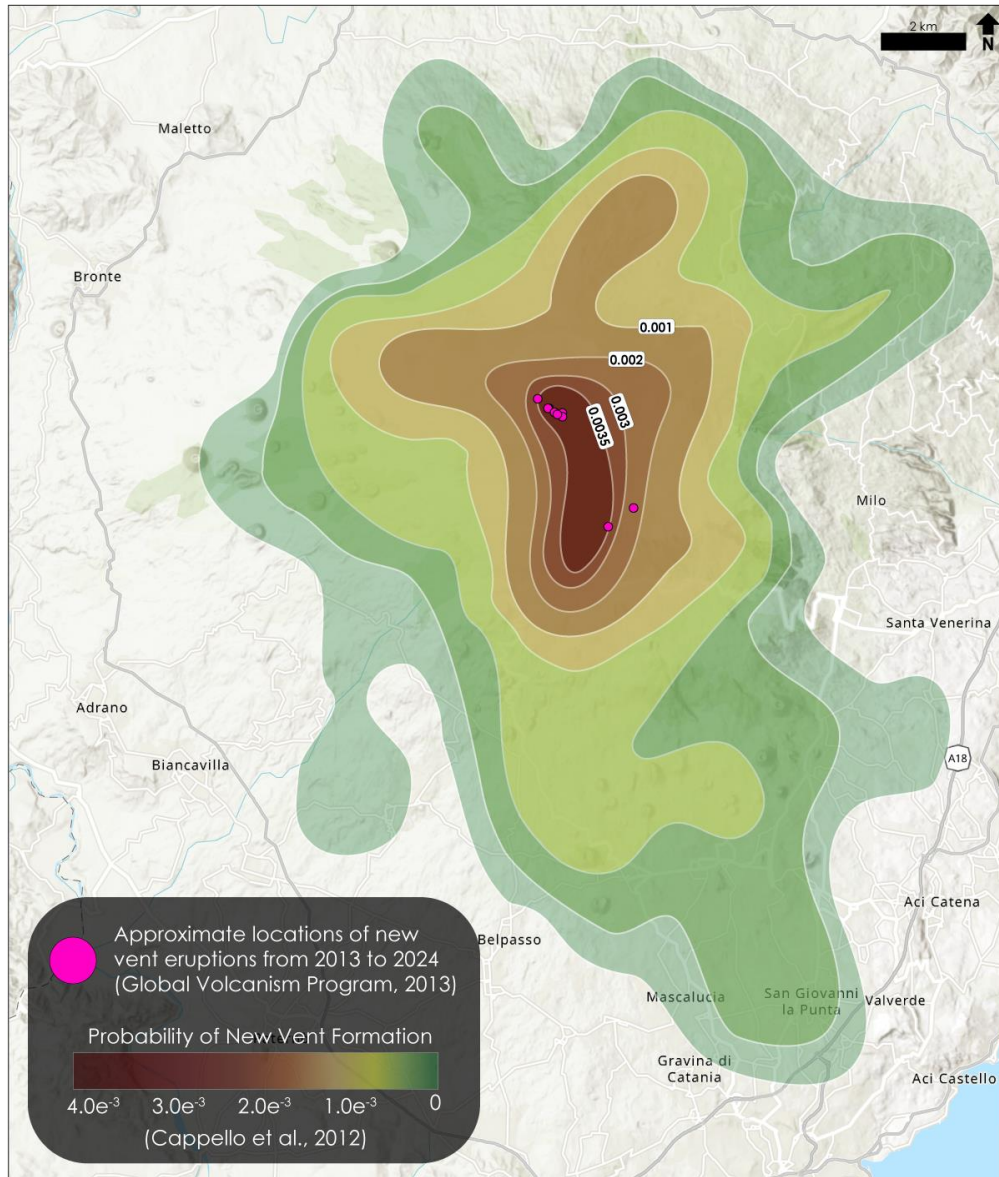 2 km
N
Maletto
Bronte
0.001
0.002
0.003
0.0035
Milo
Santa Venerina
Adrano
Biancavilla
A18
Aci Catena
Belpasso
Mascalucia
San Giovanni
la Punta
Valverde
Gravina di
Catania
Aci Castello
Approximate locations of new
vent eruptions from 2013 to 2024
(Global Volcanism Program, 2013)
Probability of New Vent Formation
4.0e-3 3.0e-3 2.0e-3 1.0e-3 0
(Cappello et al., 2012)